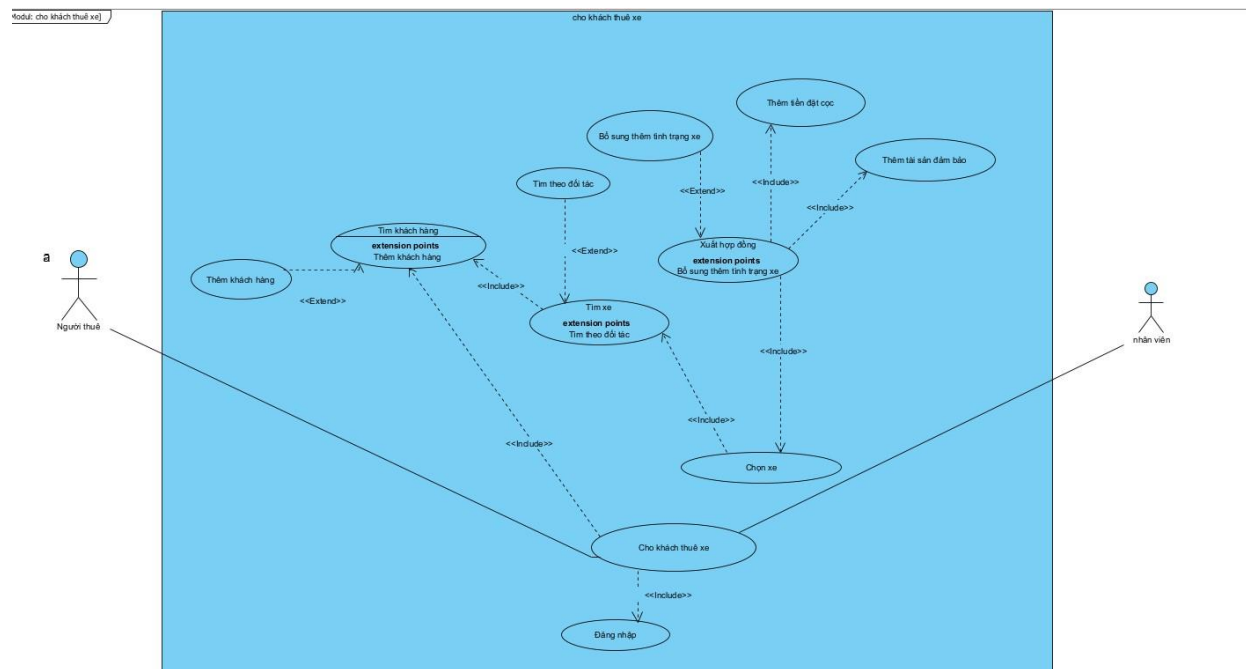 Modul: cho khách thuê xe]
cho khách thuê xe
Thêm tiền đặt cọc
Bổ sung thêm tình trạng xe
Thêm tài sản đảm bảo
Tìm theo đối tác
<<Include>>
<<Extend>>
<<Include>>
Tìm khách hàng
extension points
Thêm khách hàng
<<Extend>>
Xuất hợp đồng
extension points
Bổ sung thêm tình trạng xe
a
Thêm khách hàng
<<Include>>
<<Extend>>
Tìm xe
extension points
Tìm theo đối tác
Người thuê
nhân viên
<<Include>>
<<Include>>
<<Include>>
Chọn xe
Cho khách thuê xe
<<Include>>
Đăng nhập